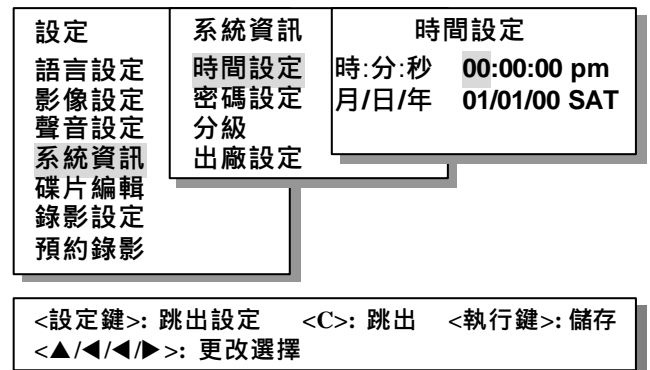 設定
語言設定
影像設定
聲音設定
系統資訊
碟片編輯
錄影設定
預約錄影
系統資訊
時間設定
密碼設定
分級
出廠設定
時間設定
時:分:秒 00:00:00 pm
月/日/年 01/01/00 SAT
<設定鍵>: 跳出設定 <C>: 跳出 <執行鍵>: 儲存
<▲/◀/◀/▶>: 更改選擇